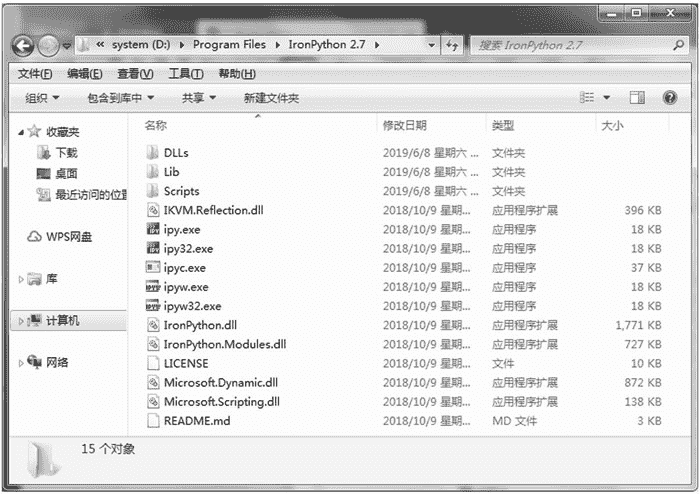 « system (D:) ▸ Program Files ▸ IronPython 2.7 ▸ 搜索 IronPython 2.7
文件(F) 编辑(E) 查看(V) 工具(T) 帮助(H)
组织 包含到库中 共享 新建文件夹
名称 修改日期 类型 大小
收藏夹
下载
桌面
最近访问的位置
WPS网盘
库
计算机
网络
DLLs 2019/6/8 星期六 ... 文件夹
Lib 2019/6/8 星期六 ... 文件夹
Scripts 2019/6/8 星期六 ... 文件夹
IKVM.Reflection.dll 2018/10/9 星期... 应用程序扩展 396 KB
ipy.exe 2018/10/9 星期... 应用程序 18 KB
ipy32.exe 2018/10/9 星期... 应用程序 18 KB
ipyc.exe 2018/10/9 星期... 应用程序 37 KB
ipyw.exe 2018/10/9 星期... 应用程序 18 KB
ipyw32.exe 2018/10/9 星期... 应用程序 18 KB
IronPython.dll 2018/10/9 星期... 应用程序扩展 1,771 KB
IronPython.Modules.dll 2018/10/9 星期... 应用程序扩展 727 KB
LICENSE 2018/10/9 星期... 文件 10 KB
Microsoft.Dynamic.dll 2018/10/9 星期... 应用程序扩展 872 KB
Microsoft.Scripting.dll 2018/10/9 星期... 应用程序扩展 138 KB
README.md 2018/10/9 星期... MD 文件 3 KB
15 个对象